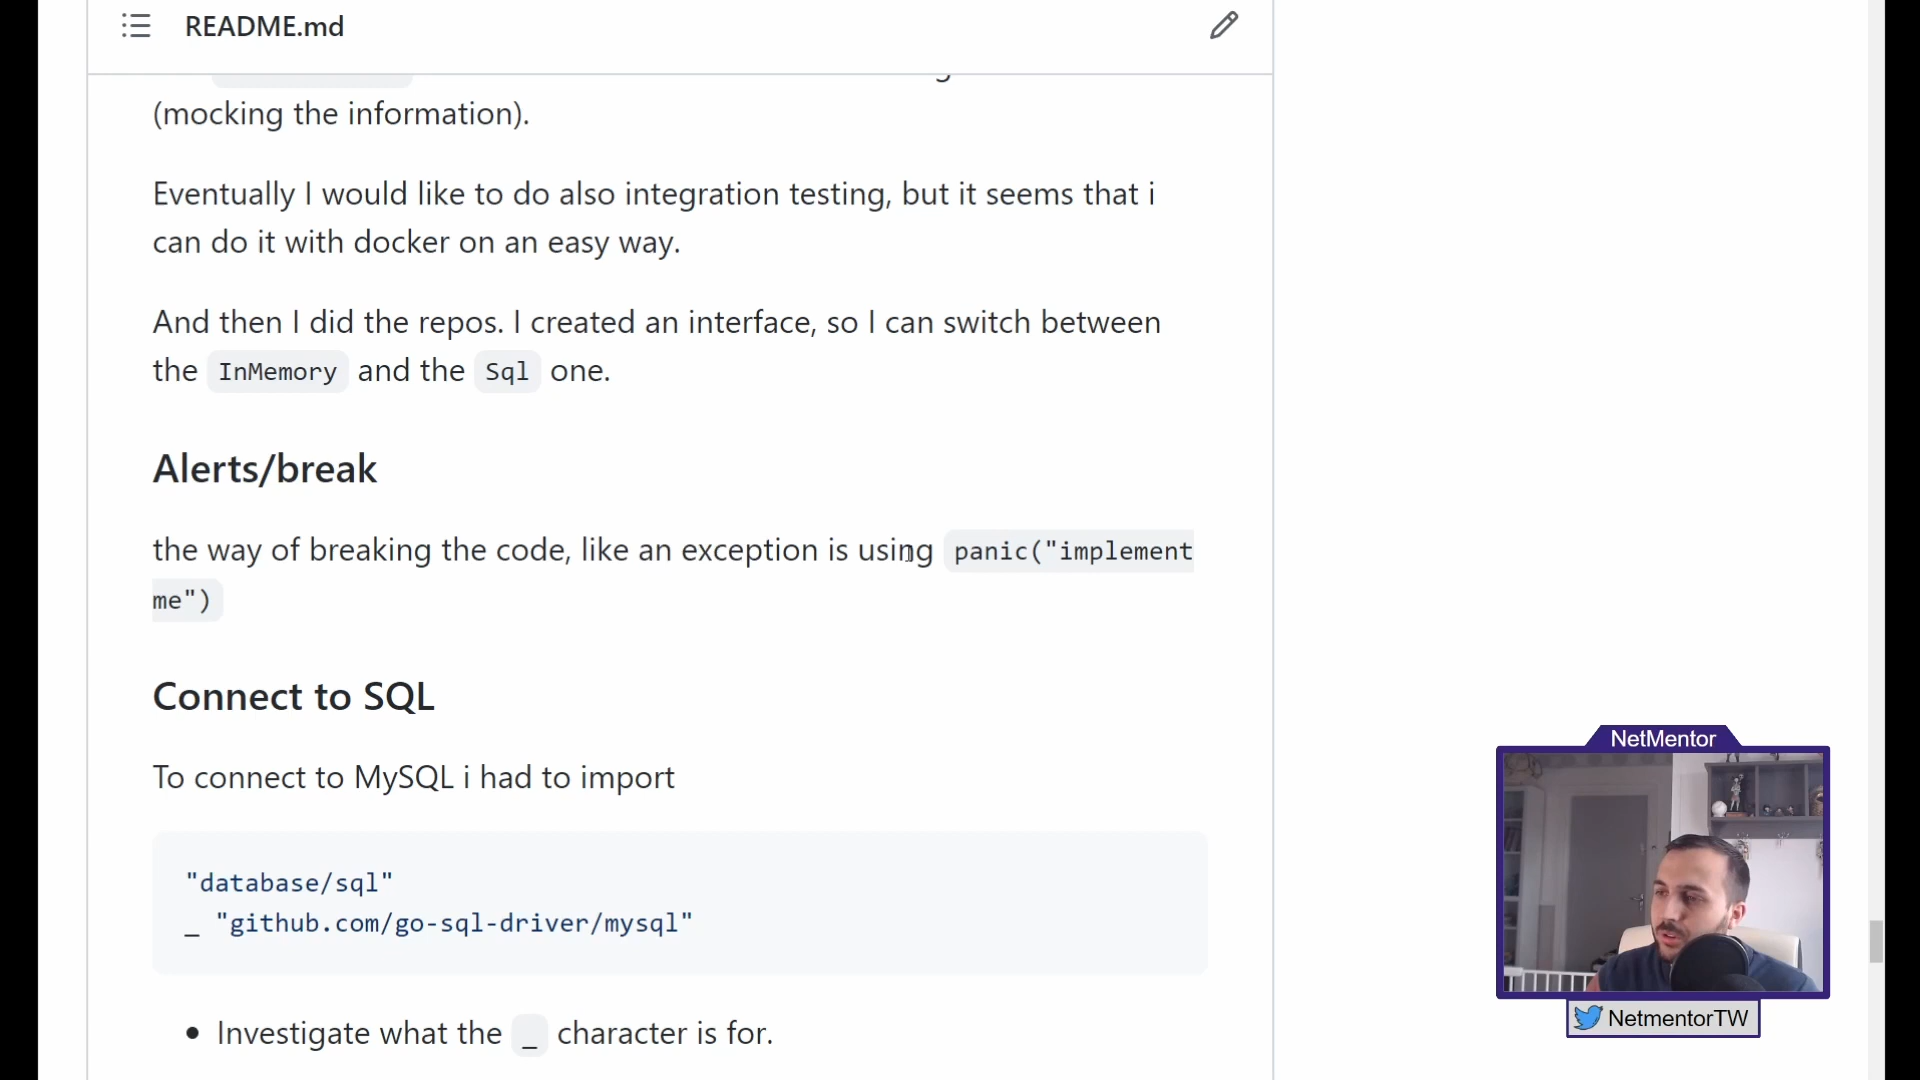 README.md
(mocking the information).
Eventually I would like to do also integration testing, but it seems that i
can do it with docker on an easy way.
And then I did the repos. I created an interface, so I can switch between
the InMemory and the Sql one.
Alerts/break
the way of breaking the code, like an exception is using panic("implement
me")
Connect to SQL
To connect to MySQL i had to import
"database/sql"
_ "github.com/go-sql-driver/mysql"
Investigate what the _ character is for.
NetMentor
NetmentorTW